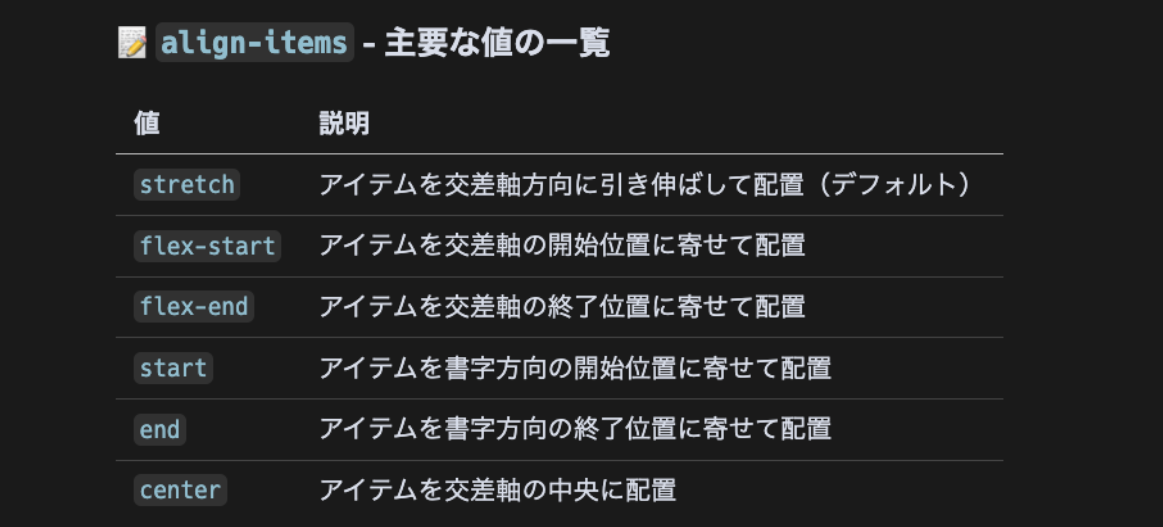 📝 align-items - 主要な値の一覧
値 説明
stretch アイテムを交差軸方向に引き伸ばして配置（デフォルト）
flex-start アイテムを交差軸の開始位置に寄せて配置
flex-end アイテムを交差軸の終了位置に寄せて配置
start アイテムを書字方向の開始位置に寄せて配置
end アイテムを書字方向の終了位置に寄せて配置
center アイテムを交差軸の中央に配置